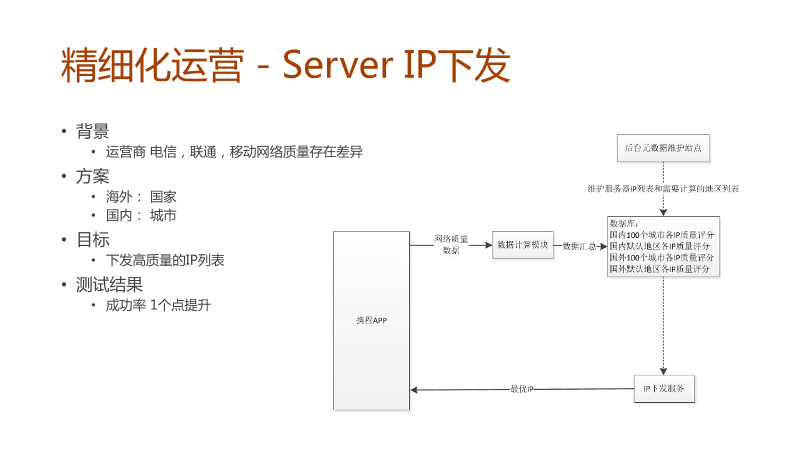 精细化运营 - Server IP下发
背景
运营商 电信，联通，移动网络质量存在差异
方案
海外： 国家
国内： 城市
目标
下发高质量的IP列表
测试结果
成功率 1个点提升
后台元数据维护站点
维护服务器IP列表和需要计算的地区列表
数据库：
国内100个城市各IP质量评分
国内默认地区各IP质量评分
国外100个城市各IP质量评分
国外默认地区各IP质量评分
网络质量
数据
数据计算模块
数据汇总
携程APP
最优IP
IP下发服务